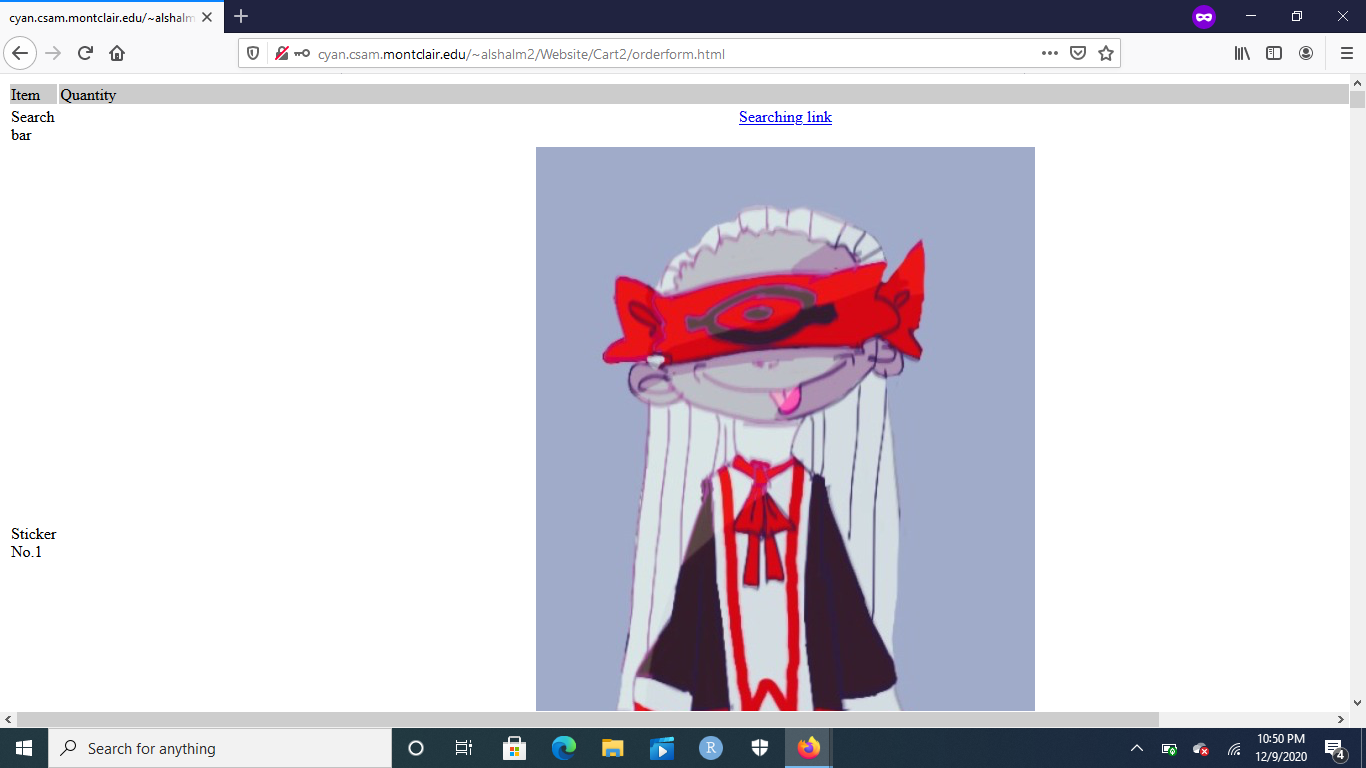 cyan.csam.montclair.edu/~alshalm
cyan.csam.montclair.edu/~alshalm2/Website/Cart2/orderform.html
Item Quantity
Search
bar
Searching link
Sticker
No.1
Search for anything
R
10:50 PM
12/9/2020
4